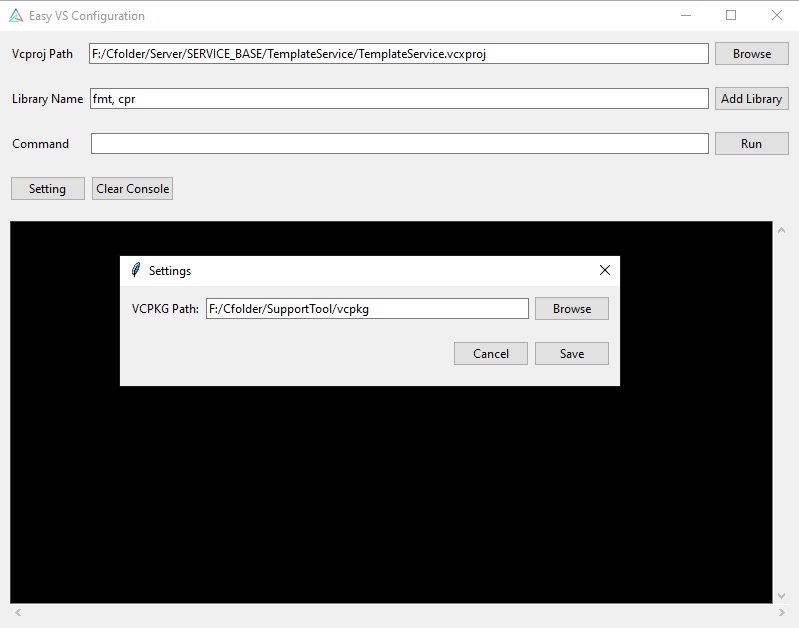 Easy VS Configuration
Vcproj Path F:/Cfolder/Server/SERVICE_BASE/TemplateService/TemplateService.vcxproj Browse
Library Name fmt, cpr Add Library
Command Run
Setting Clear Console
Settings
VCPKG Path: F:/Cfolder/SupportTool/vcpkg Browse
Cancel Save